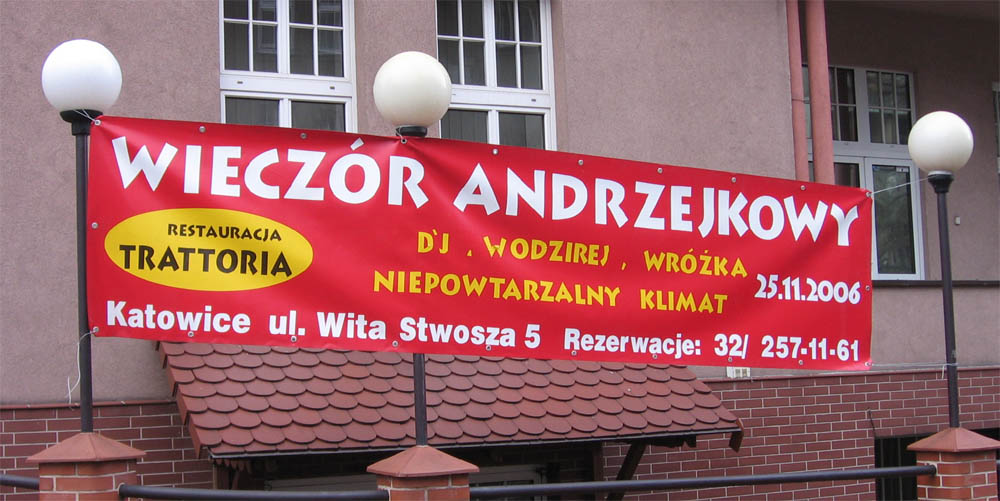 WIECZÓR ANDRZEJKOWY
RESTAURACJA
TRATTORIA
D'J , WODZIREJ , WRÓŻKA
NIEPOWTARZALNY KLIMAT
25.11.2006
Katowice ul. Wita Stwosza 5 Rezerwacje: 32/ 257-11-61